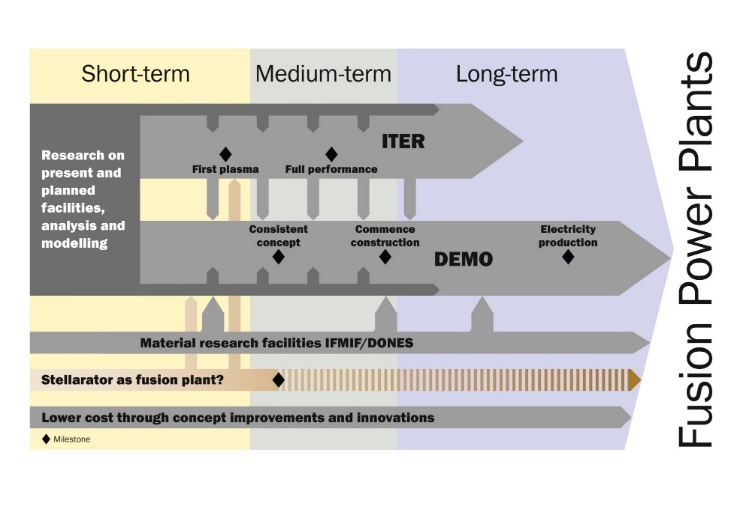 Short-term
Medium-term
Long-term
Research on
present and
planned
facilities,
analysis and
modelling
ITER
First plasma
Full performance
Consistent
concept
Commence
construction
Electricity
production
DEMO
Material research facilities IFMIF/DONES
Stellarator as fusion plant?
Lower cost through concept improvements and innovations
Milestone
Fusion Power Plants